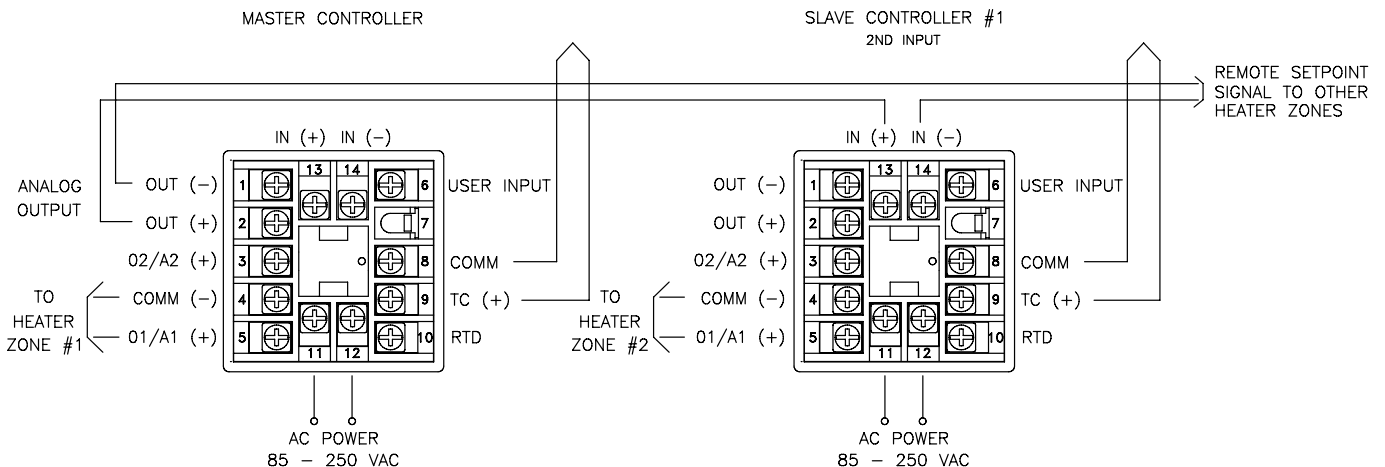 MASTER CONTROLLER
SLAVE CONTROLLER #1
2ND INPUT
REMOTE SETPOINT
SIGNAL TO OTHER
HEATER ZONES
IN (+) IN (-)
ANALOG
OUTPUT
OUT (-)
OUT (+)
02/A2 (+)
COMM (-)
01/A1 (+)
TO
HEATER
ZONE #1
1
2
3
4
5
13
14
11
12
6
7
8
9
10
USER INPUT
COMM
TC (+)
RTD
AC POWER
85 - 250 VAC
IN (+) IN (-)
OUT (-)
OUT (+)
02/A2 (+)
COMM (-)
01/A1 (+)
TO
HEATER
ZONE #2
1
2
3
4
5
13
14
11
12
6
7
8
9
10
USER INPUT
COMM
TC (+)
RTD
AC POWER
85 - 250 VAC